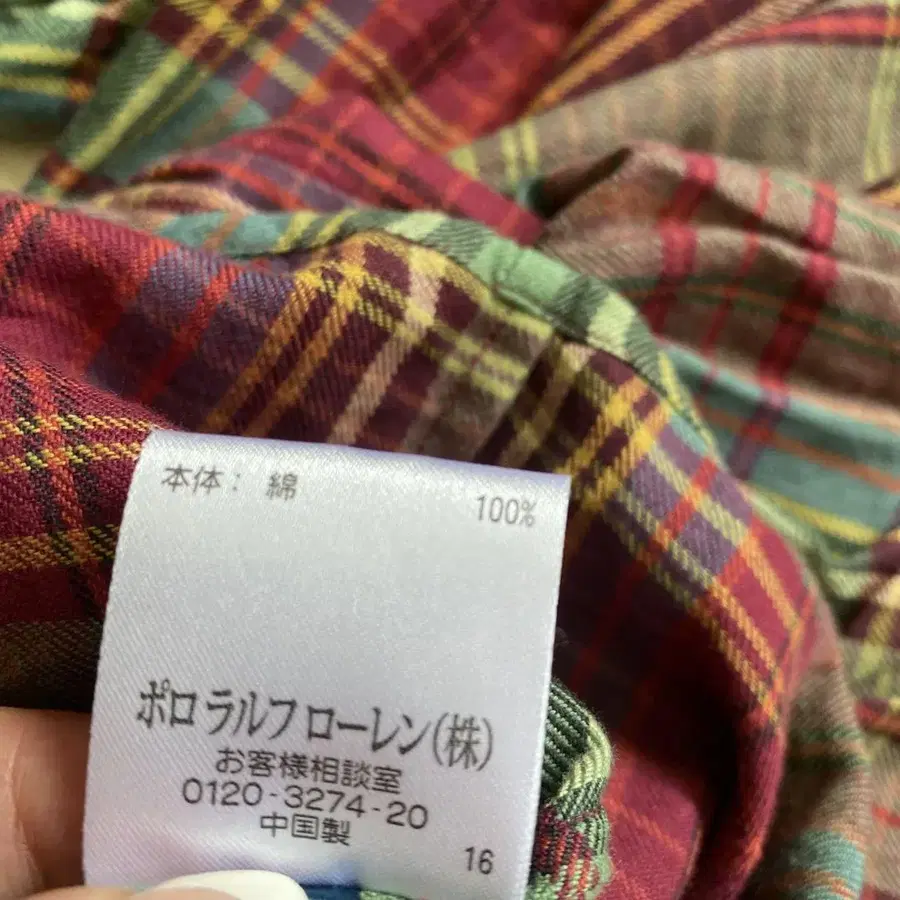 本体: 綿 100%
ポロ ラルフ ローレン(株)
お客様相談室
0120-3274-20
中国製
16